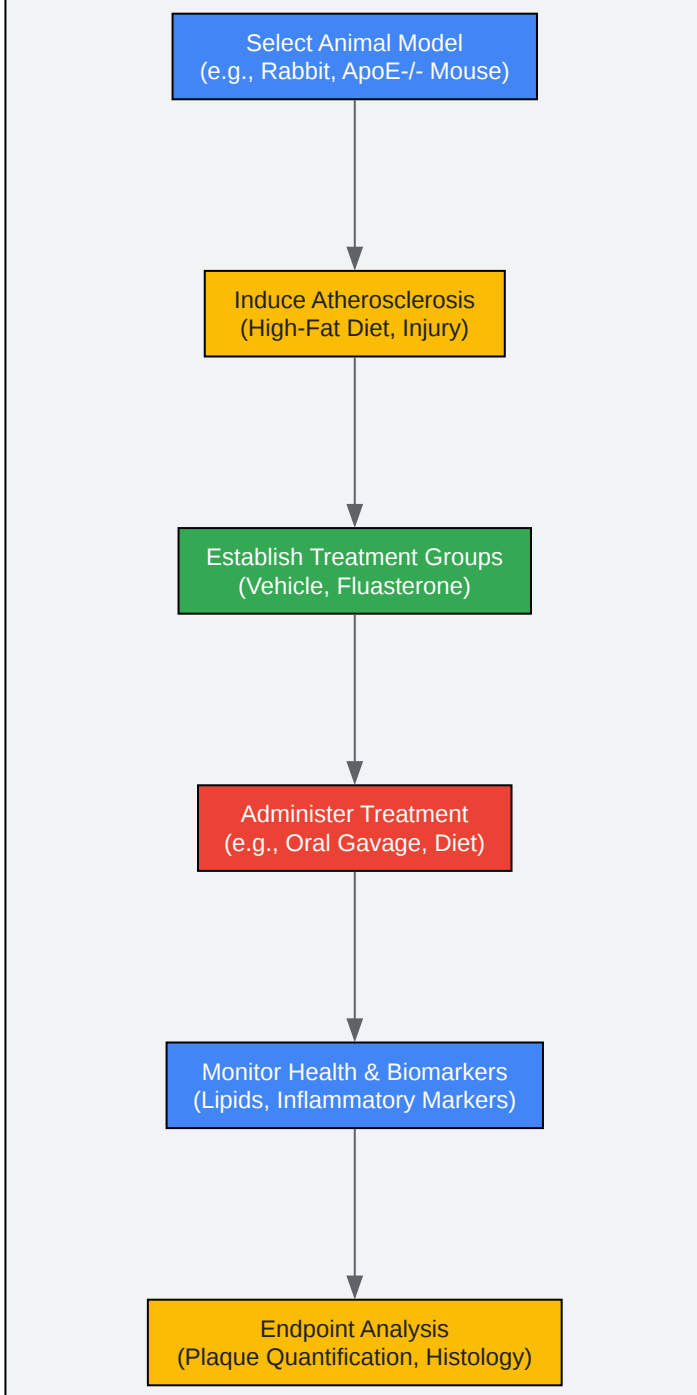 Select Animal Model
(e.g., Rabbit, ApoE-/- Mouse)
Induce Atherosclerosis
(High-Fat Diet, Injury)
Establish Treatment Groups
(Vehicle, Fluasterone)
Administer Treatment
(e.g., Oral Gavage, Diet)
Monitor Health & Biomarkers
(Lipids, Inflammatory Markers)
Endpoint Analysis
(Plaque Quantification, Histology)